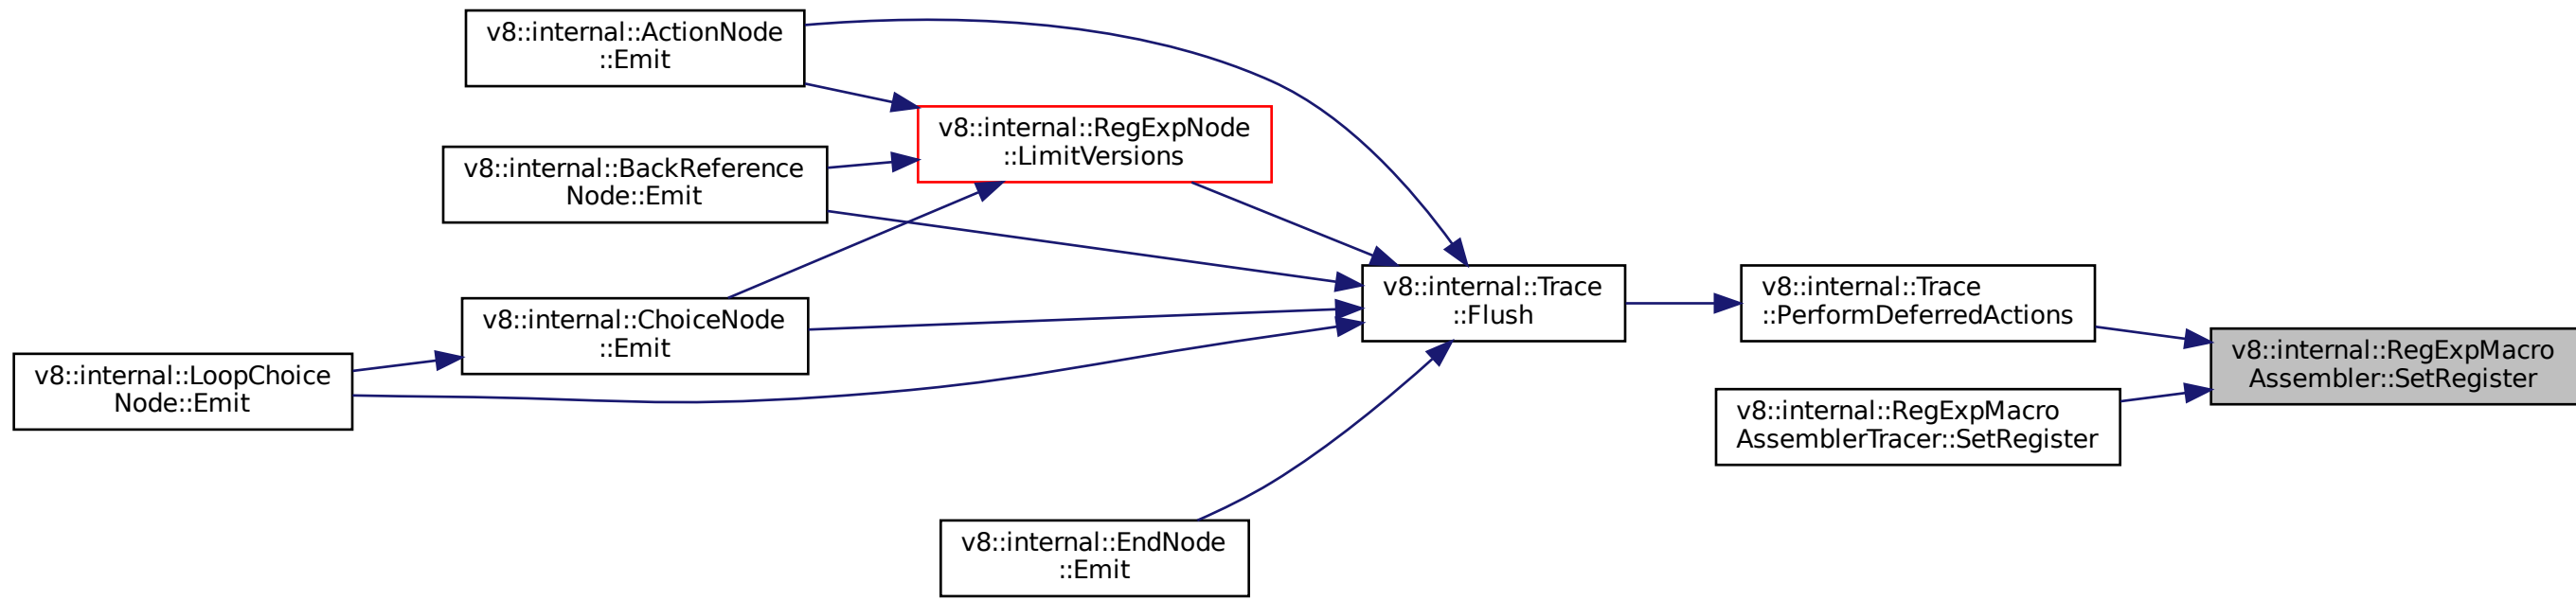 v8::internal::ActionNode
::Emit
v8::internal::RegExpNode
::LimitVersions
v8::internal::BackReference
Node::Emit
v8::internal::ChoiceNode
::Emit
v8::internal::LoopChoice
Node::Emit
v8::internal::EndNode
::Emit
v8::internal::Trace
::Flush
v8::internal::Trace
::PerformDeferredActions
v8::internal::RegExpMacro
AssemblerTracer::SetRegister
v8::internal::RegExpMacro
Assembler::SetRegister